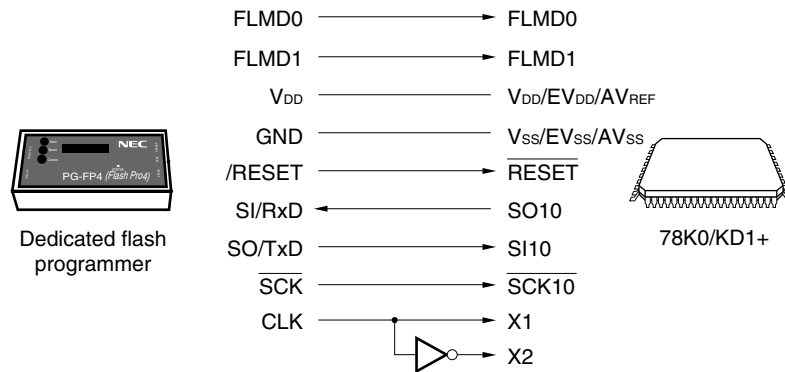 FLMD0 FLMD0
FLMD1 FLMD1
VDD VDD/EVDD/AVREF
GND VSS/EVSS/AVSS
/RESET RESET
SI/RxD SO10
SO/TxD SI10
SCK SCK10
CLK X1
X2
NEC
PG-FP4 (Flash Pro4)
Dedicated flash
programmer
78K0/KD1+